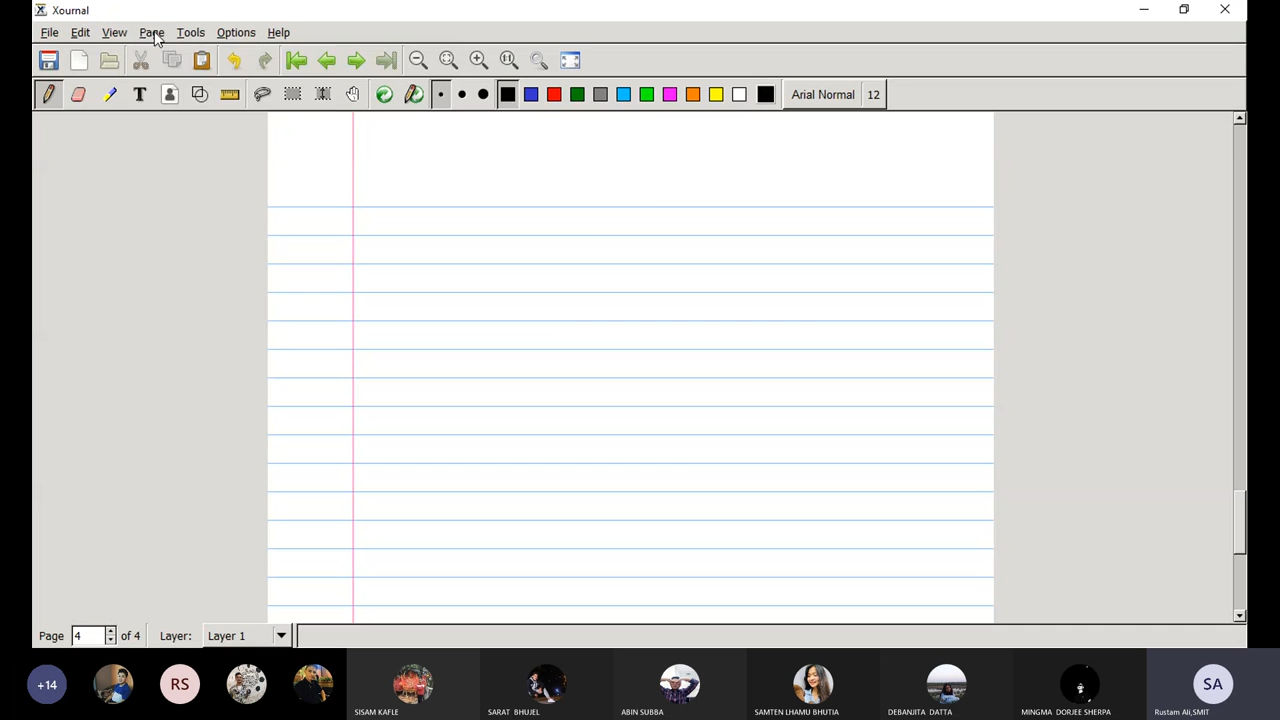 Xournal
File Edit View Page Tools Options Help
T
Arial Normal 12
Page 4 of 4 Layer: Layer 1
+14 RS SA
SISAM KAFLE SARAT BHUJEL ABIN SUBBA SAMTEN LHAMU BHUTIA DEBANJITA DATTA MINGMA DORJEE SHERPA Rustam Ali,SMIT